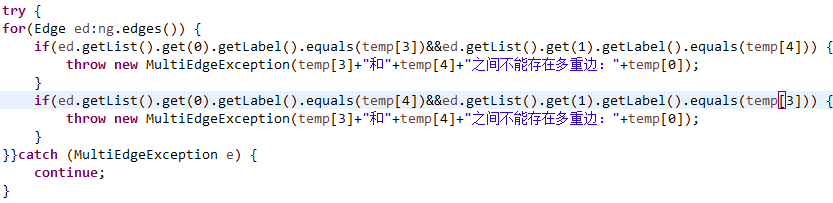 try {
for(Edge ed:ng.edges()) {
if(ed.getList().get(0).getLabel().equals(temp[3])&&ed.getList().get(1).getLabel().equals(temp[4])) {
throw new MultiEdgeException(temp[3]+"和"+temp[4]+"之间不能存在多重边："+temp[0]);
}
if(ed.getList().get(0).getLabel().equals(temp[4])&&ed.getList().get(1).getLabel().equals(temp[3])) {
throw new MultiEdgeException(temp[3]+"和"+temp[4]+"之间不能存在多重边："+temp[0]);
}
}}catch (MultiEdgeException e) {
continue;
}